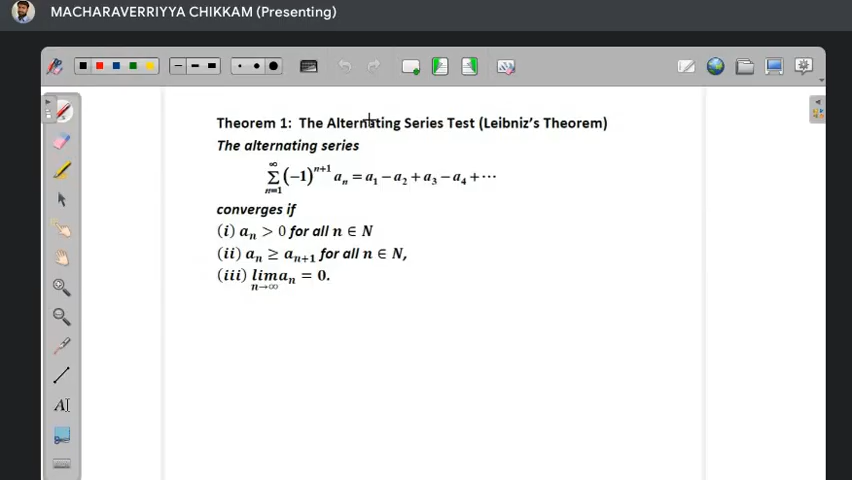 MACHARAVERRIYYA CHIKKAM (Presenting)
Theorem 1: The Alternating Series Test (Leibniz's Theorem)
The alternating series
∑_{n=1}^{∞} (−1)^{n+1} a_n = a_1 − a_2 + a_3 − a_4 + ⋯
converges if
(i) a_n > 0 for all n ∈ N
(ii) a_n ≥ a_{n+1} for all n ∈ N,
(iii) lim_{n→∞} a_n = 0.